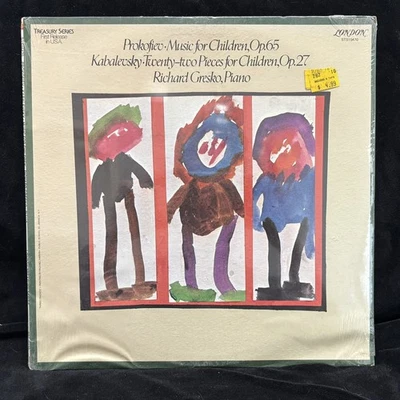 TREASURY SERIES
First Release
in U.S.A.
LONDON
Prokofiev·Music for Children, Op.65
Kabalevsky·Twenty-two Pieces for Children, Op.27
Richard Gresko, Piano